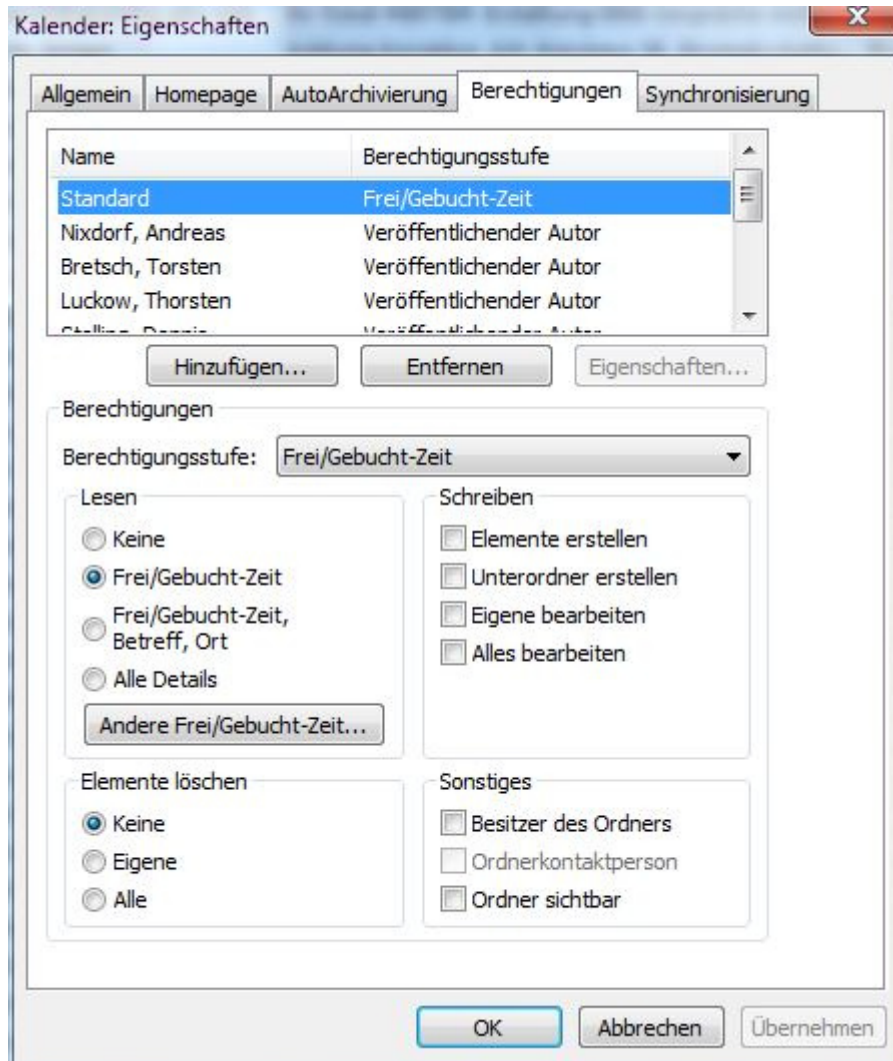 Kalender: Eigenschaften
Allgemein Homepage AutoArchivierung Berechtigungen Synchronisierung
Name Berechtigungsstufe
Standard Frei/Gebucht-Zeit
Nixdorf, Andreas Veröffentlichender Autor
Bretsch, Torsten Veröffentlichender Autor
Luckow, Thorsten Veröffentlichender Autor
Veröffentlichender Autor
Hinzufügen... Entfernen Eigenschaften...
Berechtigungen
Berechtigungsstufe: Frei/Gebucht-Zeit
Lesen
Keine
Frei/Gebucht-Zeit
Frei/Gebucht-Zeit,
Betreff, Ort
Alle Details
Andere Frei/Gebucht-Zeit...
Schreiben
Elemente erstellen
Unterordner erstellen
Eigene bearbeiten
Alles bearbeiten
Elemente löschen
Keine
Eigene
Alle
Sonstiges
Besitzer des Ordners
Ordnerkontaktperson
Ordner sichtbar
OK Abbrechen Übernehmen